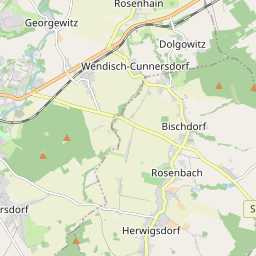 Rosenhain
Georgewitz
Dolgowitz
Wendisch-Cunnersdorf
Bischdorf
Rosenbach
rsdorf
S
Herwigsdorf